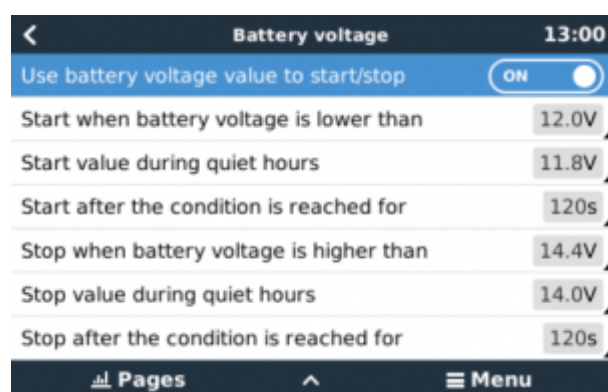 Battery voltage 13:00
Use battery voltage value to start/stop ON
Start when battery voltage is lower than 12.0V
Start value during quiet hours 11.8V
Start after the condition is reached for 120s
Stop when battery voltage is higher than 14.4V
Stop value during quiet hours 14.0V
Stop after the condition is reached for 120s
Pages Menu